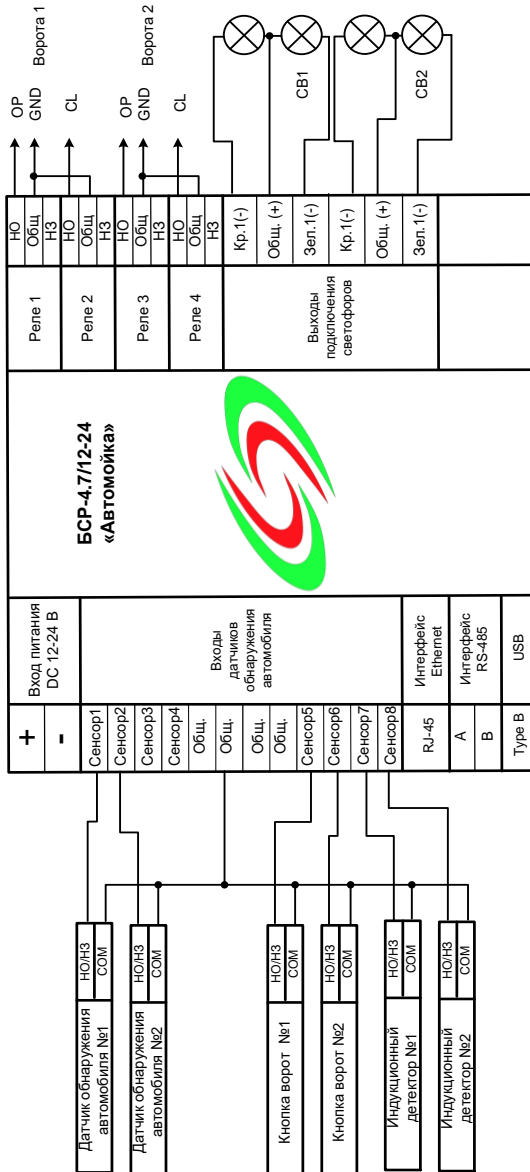 Датчик обнаружения
автомобиля №1
НО/НЗ
COM
Датчик обнаружения
автомобиля №2
НО/НЗ
COM
Кнопка ворот №1
НО/НЗ
COM
Кнопка ворот №2
НО/НЗ
COM
Индукционный
детектор №1
НО/НЗ
COM
Индукционный
детектор №2
НО/НЗ
COM
+
-
Сенсор1
Сенсор2
Сенсор3
Сенсор4
Общ.
Общ.
Общ.
Общ.
Сенсор5
Сенсор6
Сенсор7
Сенсор8
RJ-45
A
B
Type B
Вход питания
DC 12-24 В
Входы
датчиков
обнаружения
автомобиля
Интерфейс
Ethernet
Интерфейс
RS-485
USB
БСР-4.7/12-24
«Автомойка»
Реле 1
Реле 2
Реле 3
Реле 4
Выходы
подключения
светофоров
НО
Общ
НЗ
НО
Общ
НЗ
НО
Общ
НЗ
НО
Общ
НЗ
Кр.1(-)
Общ. (+)
Зел.1(-)
Кр.1(-)
Общ. (+)
Зел.1(-)
OP
GND
CL
Ворота 1
OP
GND
CL
Ворота 2
СВ1
СВ2